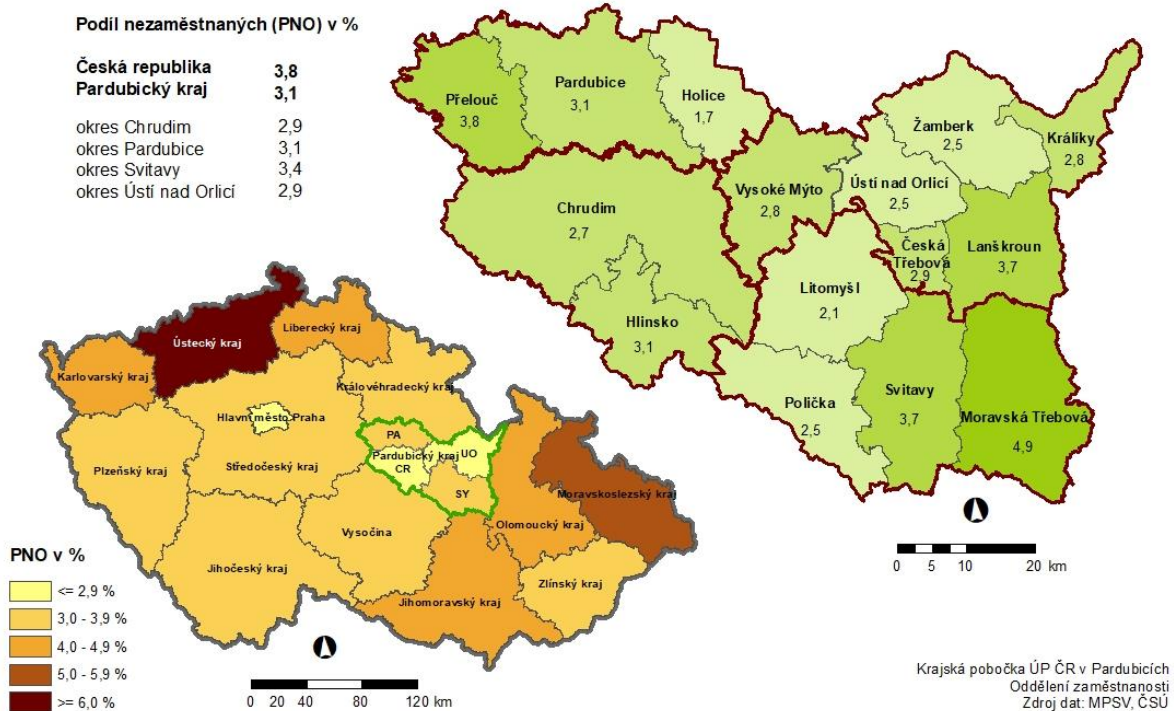 Podíl nezaměstnaných (PNO) v %
Česká republika 3,8
Pardubický kraj 3,1
okres Chrudim 2,9
okres Pardubice 3,1
okres Svitavy 3,4
okres Ústí nad Orlicí 2,9
Přelouč
3,8
Pardubice
3,1
Holice
1,7
Žamberk
2,5
Králíky
2,8
Vysoké Mýto
2,8
Ústí nad Orlicí
2,5
Chrudim
2,7
Česká
Třebová
2,9
Lanškroun
3,7
Litomyšl
2,1
Hlinsko
3,1
Polička
2,5
Svitavy
3,7
Moravská Třebová
4,9
0 5 10 20 km
Ústecký kraj
Liberecký kraj
Karlovarský kraj
Královéhradecký kraj
Hlavní město Praha
PA
Pardubický kraj
UO
CR
Plzeňský kraj
Středočeský kraj
SY
Moravskoslezský kraj
Vysočina
Olomoucký kraj
Jihočeský kraj
Zlínský kraj
Jihomoravský kraj
PNO v %
<= 2,9 %
3,0 - 3,9 %
4,0 - 4,9 %
5,0 - 5,9 %
>= 6,0 %
0 20 40 80 120 km
Krajská pobočka ÚP ČR v Pardubicích
Oddělení zaměstnanosti
Zdroj dat: MPSV, ČSÚ